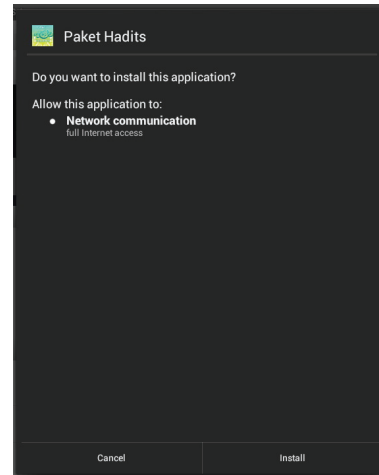 Paket Hadits
Do you want to install this application?
Allow this application to:
● Network communication
full Internet access
Cancel Install